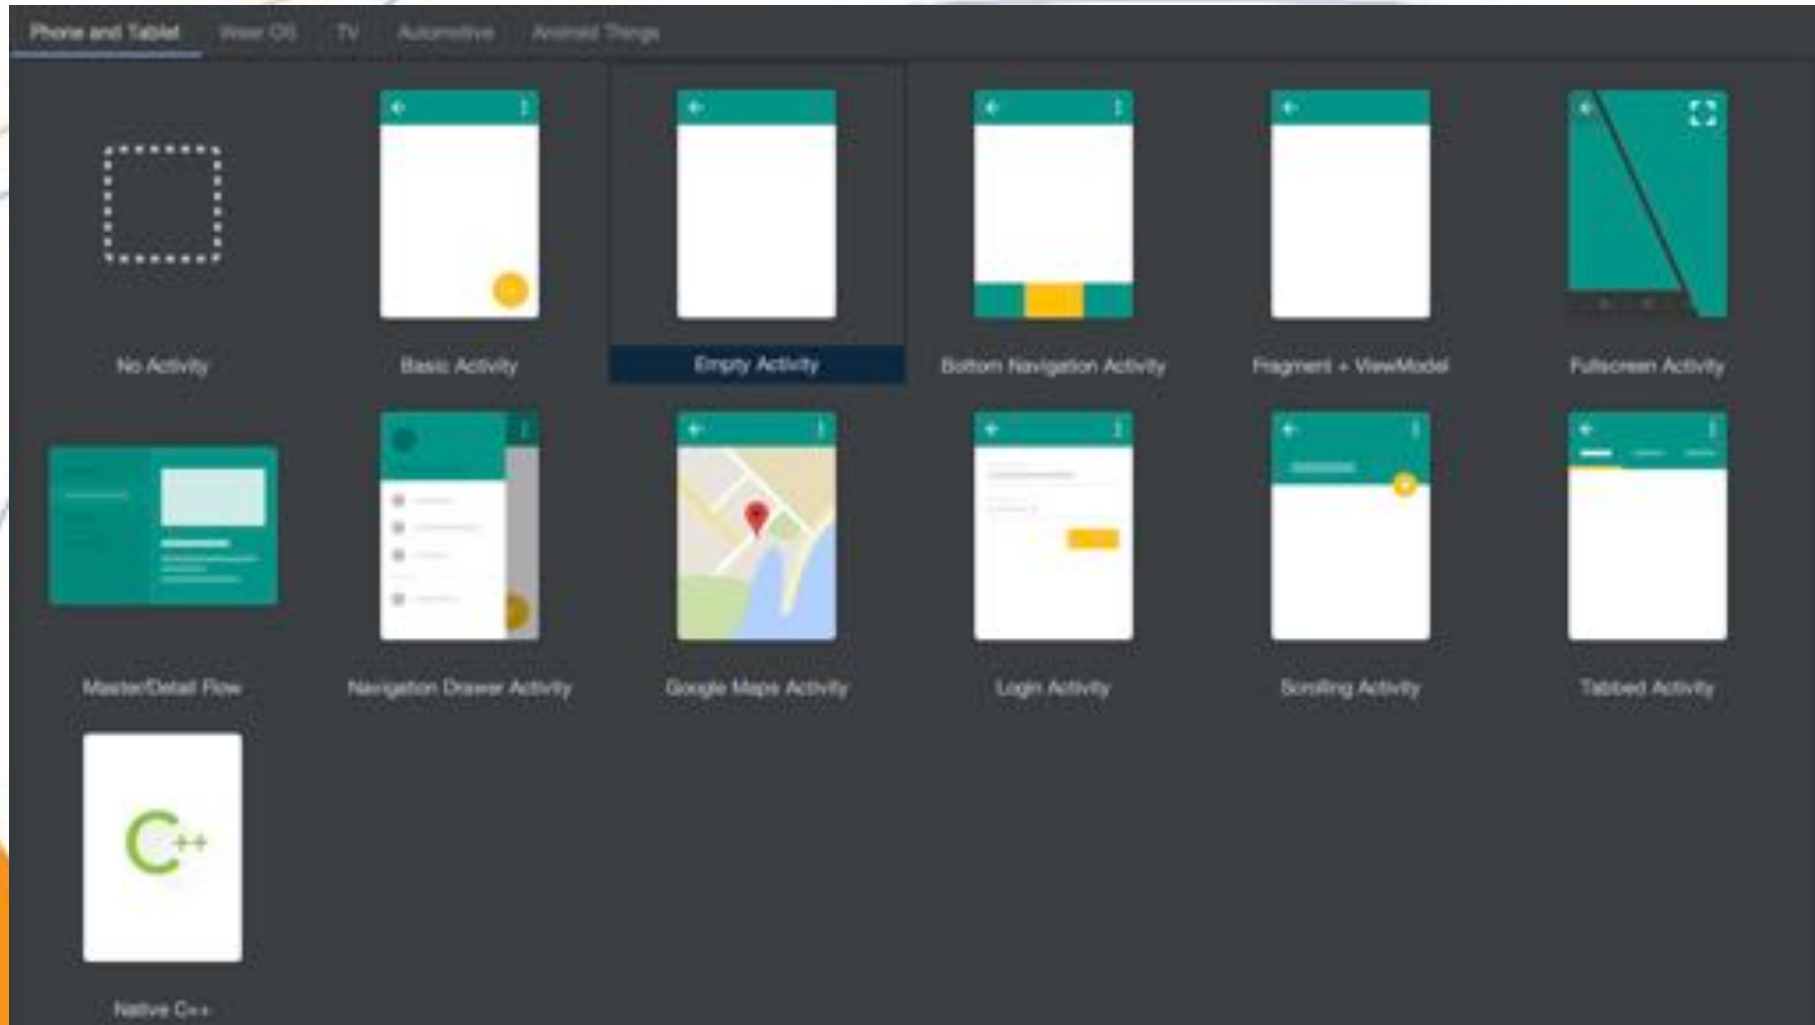 Phone and Tablet Wear OS TV Automotive Android Things
No Activity Basic Activity Empty Activity Bottom Navigation Activity Fragment + ViewModel Fullscreen Activity
Master/Detail Flow Navigation Drawer Activity Google Maps Activity Login Activity Scrolling Activity Tabbed Activity
C++
Native C++